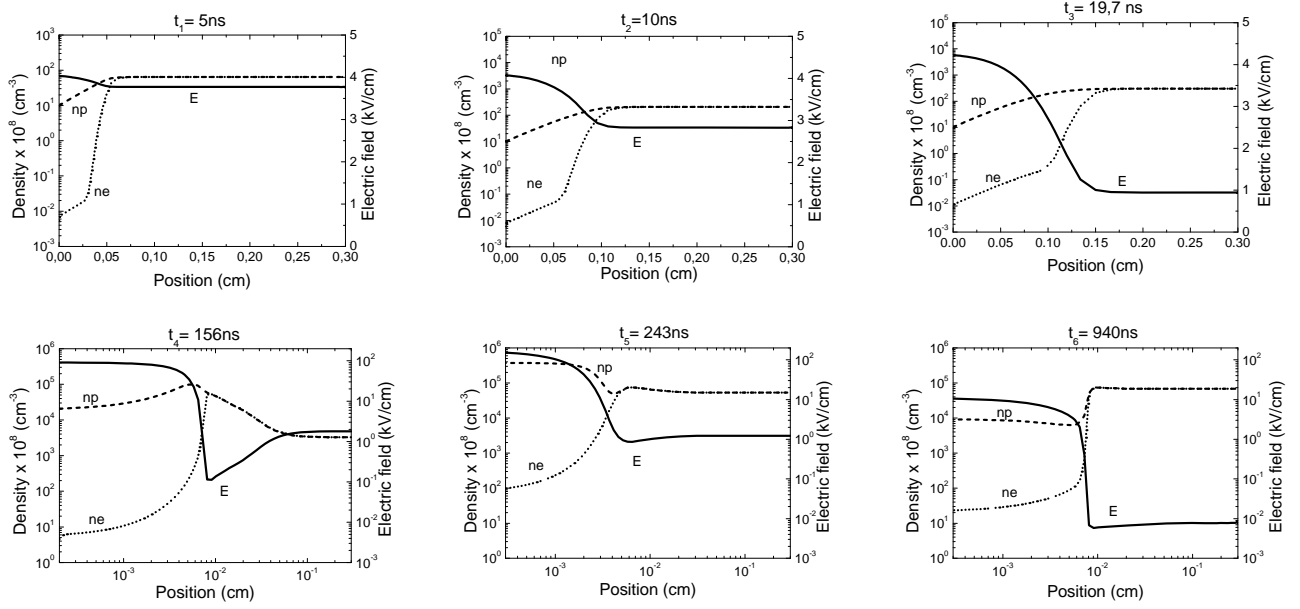 t1= 5ns
10^3
10^2
10^1
10^0
10^-1
10^-2
10^-3
Density x 10^8 (cm^-3)
5
4
3
2
1
0
Electric field (kV/cm)
np
ne
E
0,00 0,05 0,10 0,15 0,20 0,25 0,30
Position (cm)
t2=10ns
10^5
10^4
10^3
10^2
10^1
10^0
10^-1
10^-2
10^-3
Density x 10^8 (cm^-3)
5
4
3
2
1
0
Electric field (kV/cm)
np
ne
E
0,00 0,05 0,10 0,15 0,20 0,25 0,30
Position (cm)
t3= 19,7 ns
10^5
10^4
10^3
10^2
10^1
10^0
10^-1
10^-2
10^-3
Density x 10^8 (cm^-3)
5
4
3
2
1
0
Electric field (kV/cm)
np
ne
E
0,00 0,05 0,10 0,15 0,20 0,25 0,30
Position (cm)
t4= 156ns
10^6
10^5
10^4
10^3
10^2
10^1
10^0
Density x 10^8 (cm^-3)
10^2
10^1
10^0
10^-1
10^-2
10^-3
Electric field (kV/cm)
np
ne
E
10^-3 10^-2 10^-1
Position (cm)
t5= 243ns
10^6
10^5
10^4
10^3
10^2
10^1
10^0
Density x 10^8 (cm^-3)
10^2
10^1
10^0
10^-1
10^-2
10^-3
Electric field (kV/cm)
np
ne
E
10^-3 10^-2 10^-1
Position (cm)
t6= 940ns
10^6
10^5
10^4
10^3
10^2
10^1
10^0
Density x 10^8 (cm^-3)
10^2
10^1
10^0
10^-1
10^-2
10^-3
Electric field (kV/cm)
np
ne
E
10^-3 10^-2 10^-1
Position (cm)